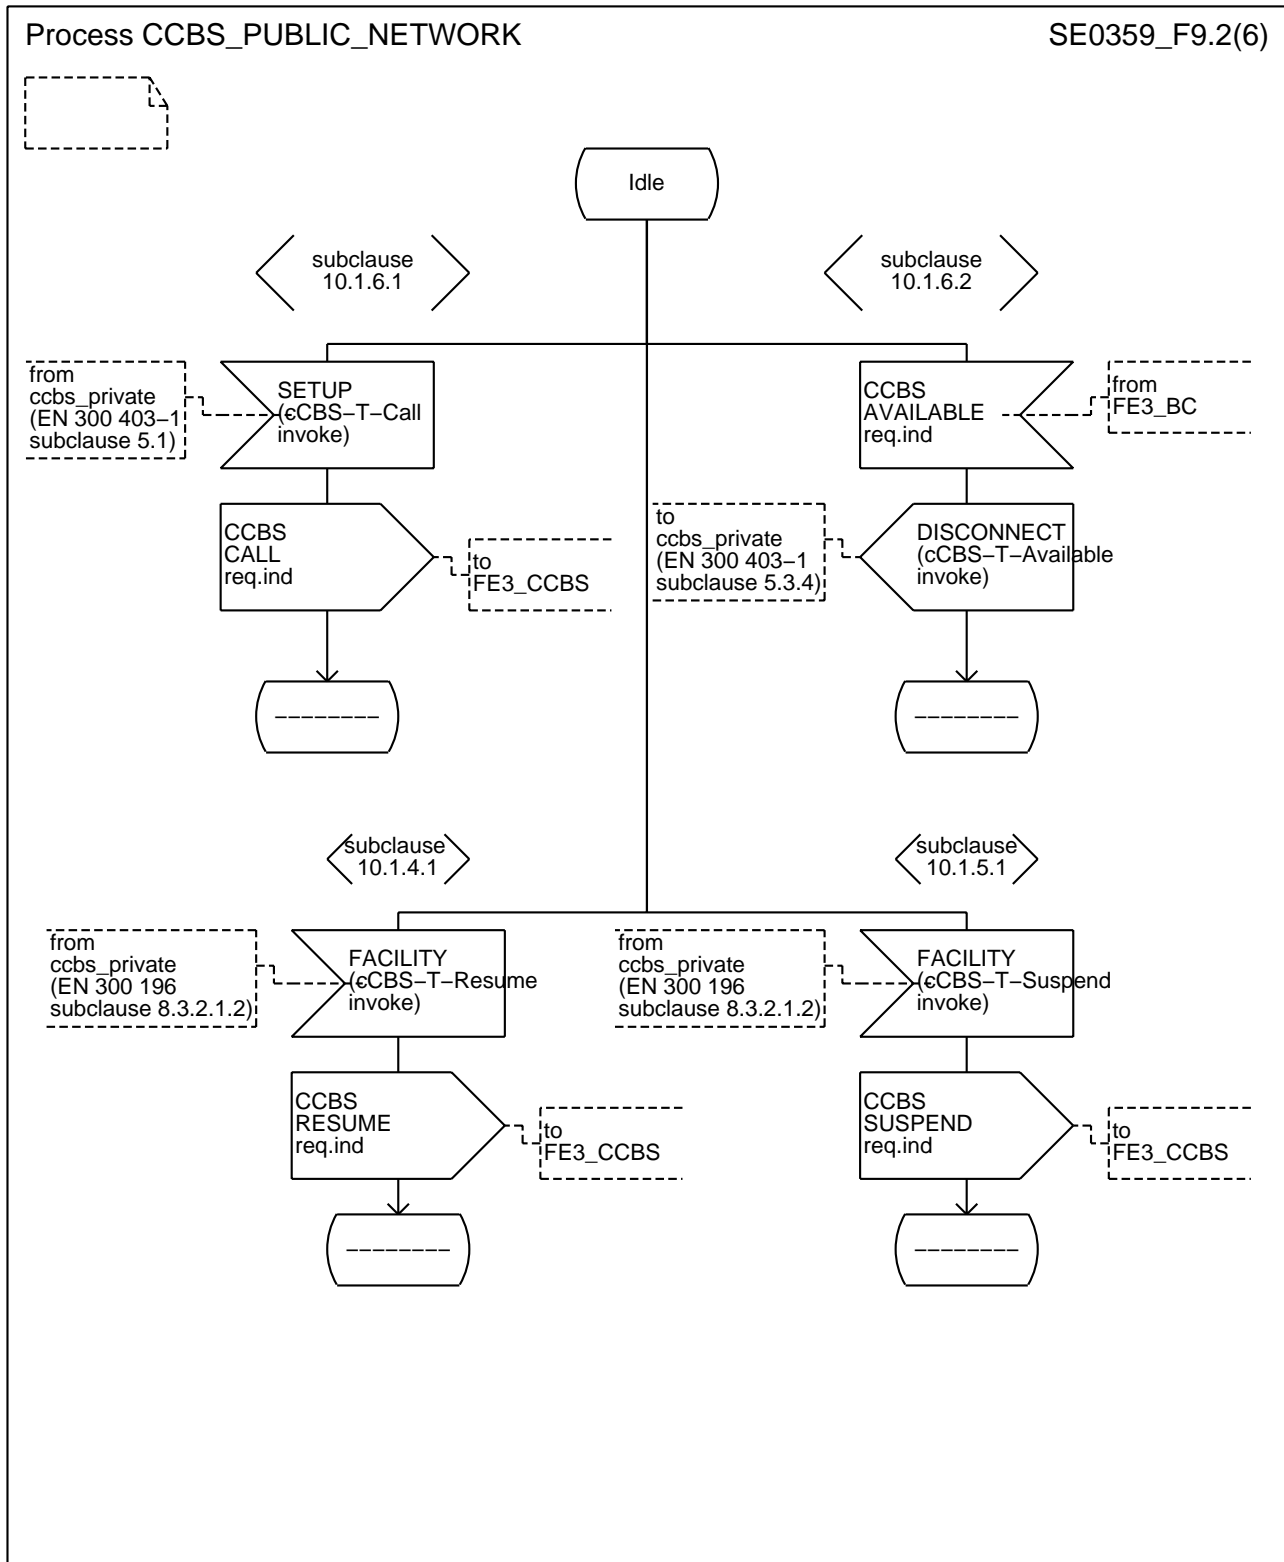 Process CCBS_PUBLIC_NETWORK
SE0359_F9.2(6)
Idle
subclause
10.1.6.1
subclause
10.1.6.2
from
ccbs_private
(EN 300 403–1
subclause 5.1)
SETUP
(cCBS–T–Call
invoke)
CCBS
AVAILABLE
req.ind
from
FE3_BC
CCBS
CALL
req.ind
to
FE3_CCBS
to
ccbs_private
(EN 300 403–1
subclause 5.3.4)
DISCONNECT
(cCBS–T–Available
invoke)
––––––––
––––––––
subclause
10.1.4.1
subclause
10.1.5.1
from
ccbs_private
(EN 300 196
subclause 8.3.2.1.2)
FACILITY
(cCBS–T–Resume
invoke)
from
ccbs_private
(EN 300 196
subclause 8.3.2.1.2)
FACILITY
(cCBS–T–Suspend
invoke)
CCBS
RESUME
req.ind
to
FE3_CCBS
CCBS
SUSPEND
req.ind
to
FE3_CCBS
––––––––
––––––––